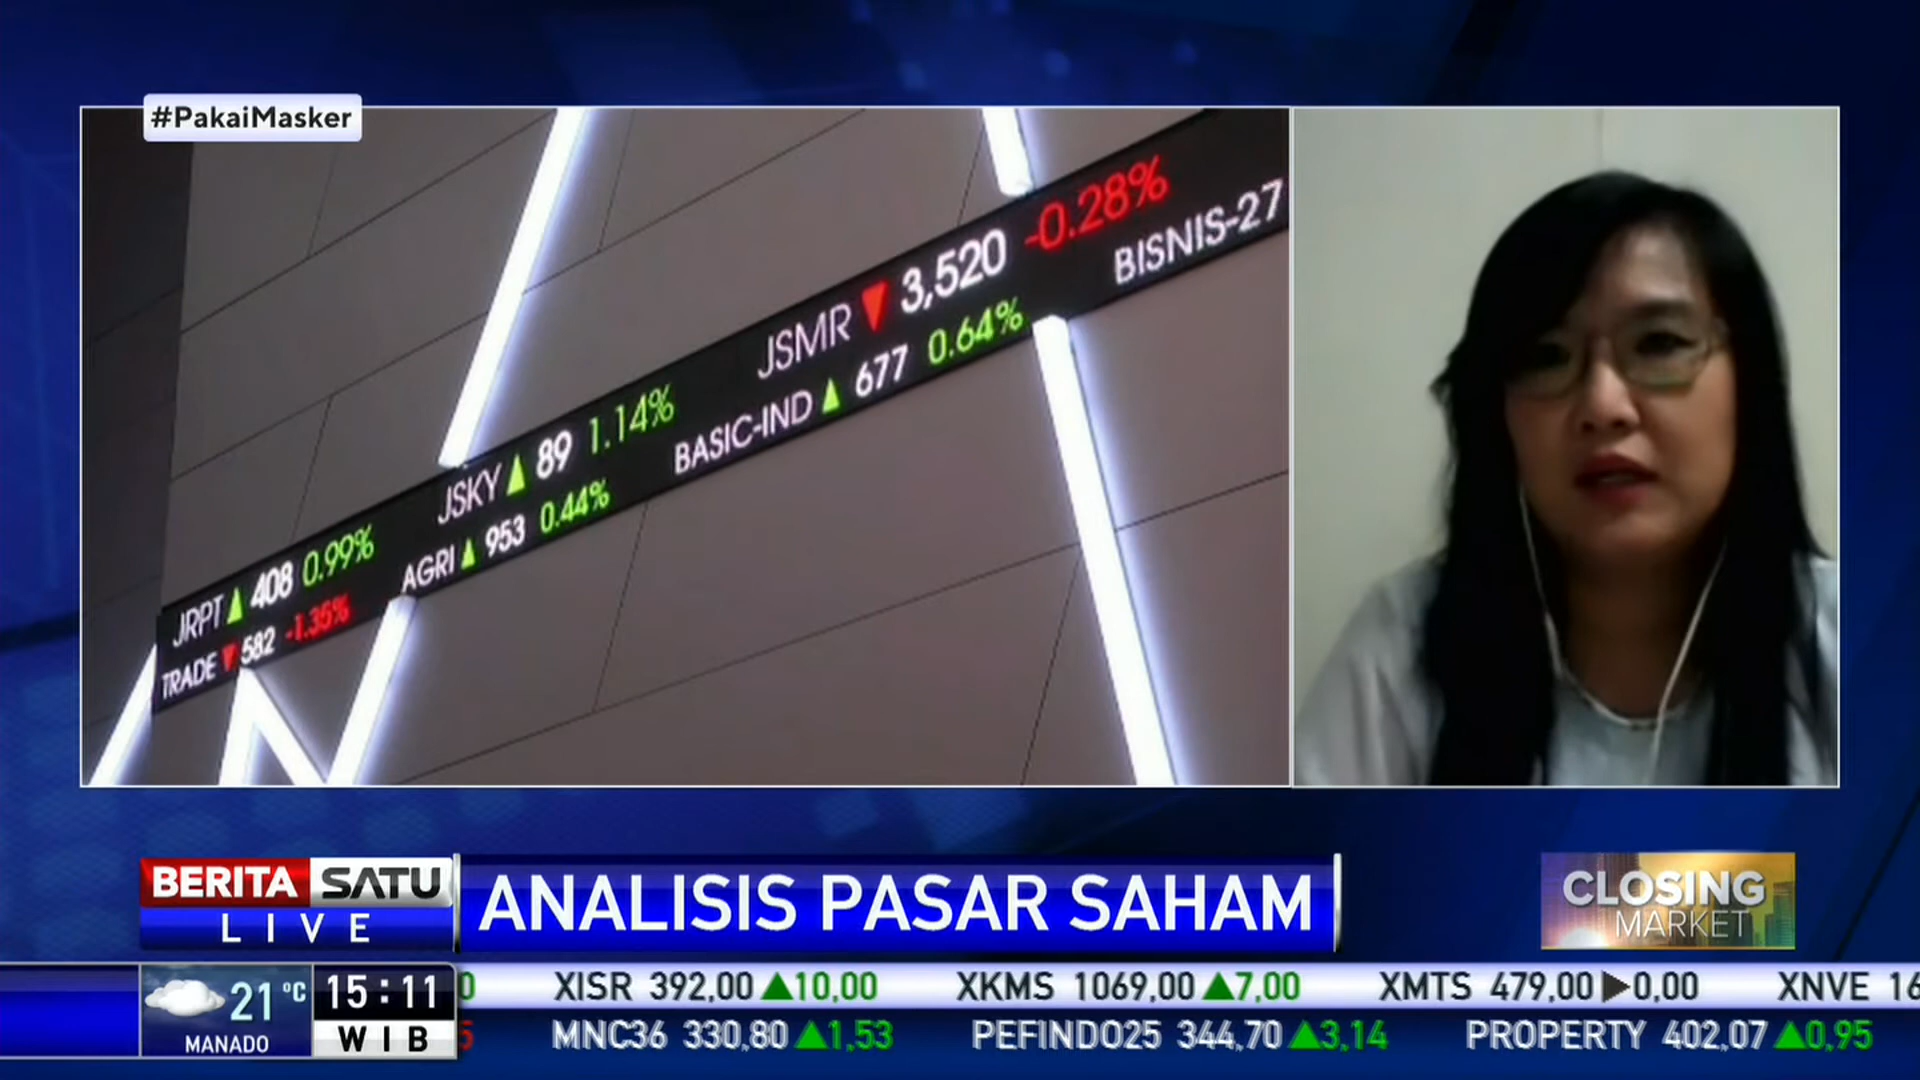 #PakaiMasker
JRPT ▲ 408 0.99% JSKY ▲ 89 1.14% JSMR ▼ 3,520 -0.28%
TRADE ▼ 582 -1.35% AGRI ▲ 953 0.44% BASIC-IND ▲ 677 0.64% BISNIS-27
BERITA SATU
LIVE
ANALISIS PASAR SAHAM
CLOSING
MARKET
21 °C
MANADO
15:11
WIB
0 XISR 392,00 ▲10,00 XKMS 1069,00 ▲7,00 XMTS 479,00 ▶0,00 XNVE 16
5 MNC36 330,80 ▲1,53 PEFINDO25 344,70 ▲3,14 PROPERTY 402,07 ▲0,95